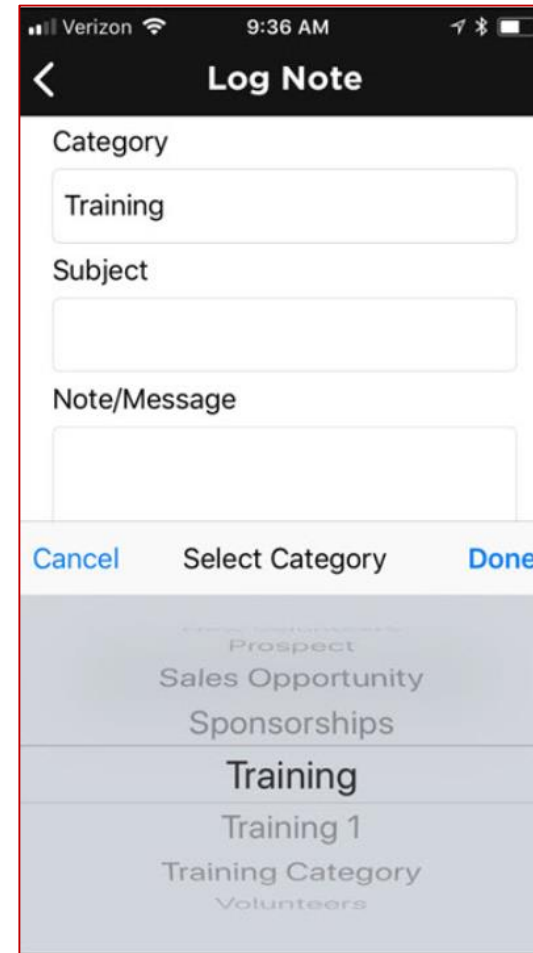 Verizon 9:36 AM
Log Note
Category
Training
Subject
Note/Message
Cancel Select Category Done
Prospect
Sales Opportunity
Sponsorships
Training
Training 1
Training Category
Volunteers